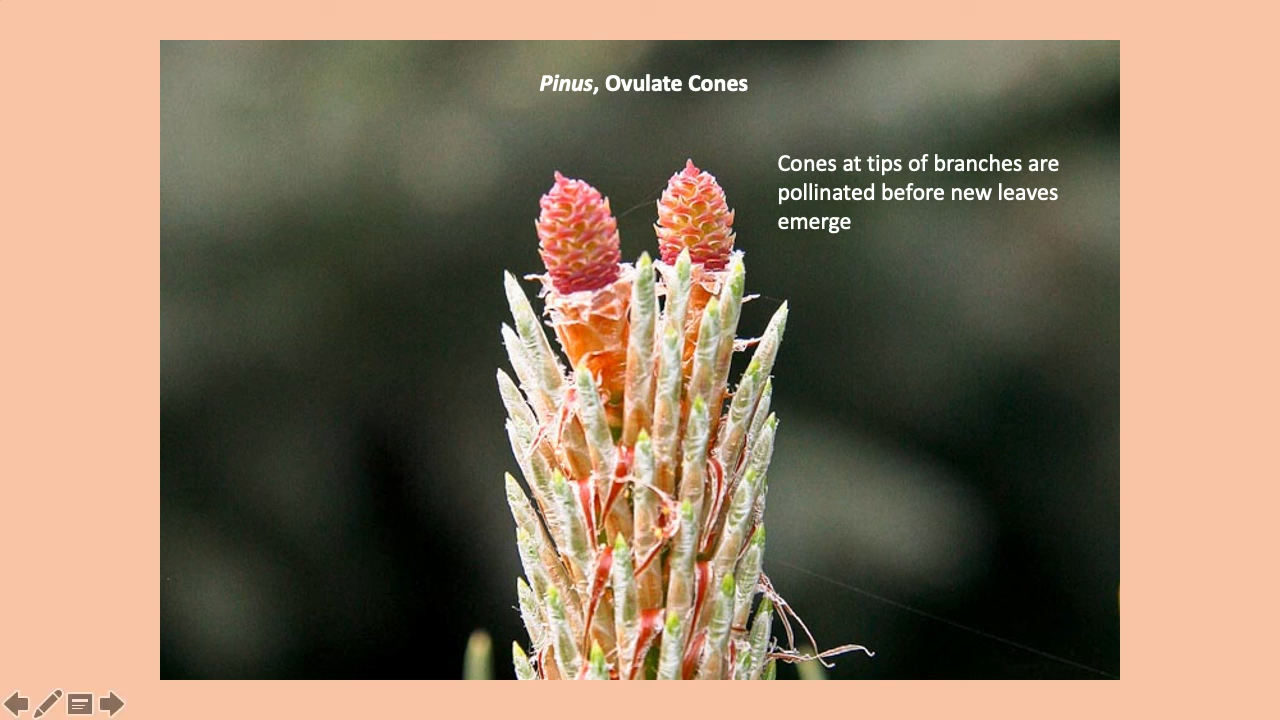 Pinus, Ovulate Cones
Cones at tips of branches are
pollinated before new leaves
emerge